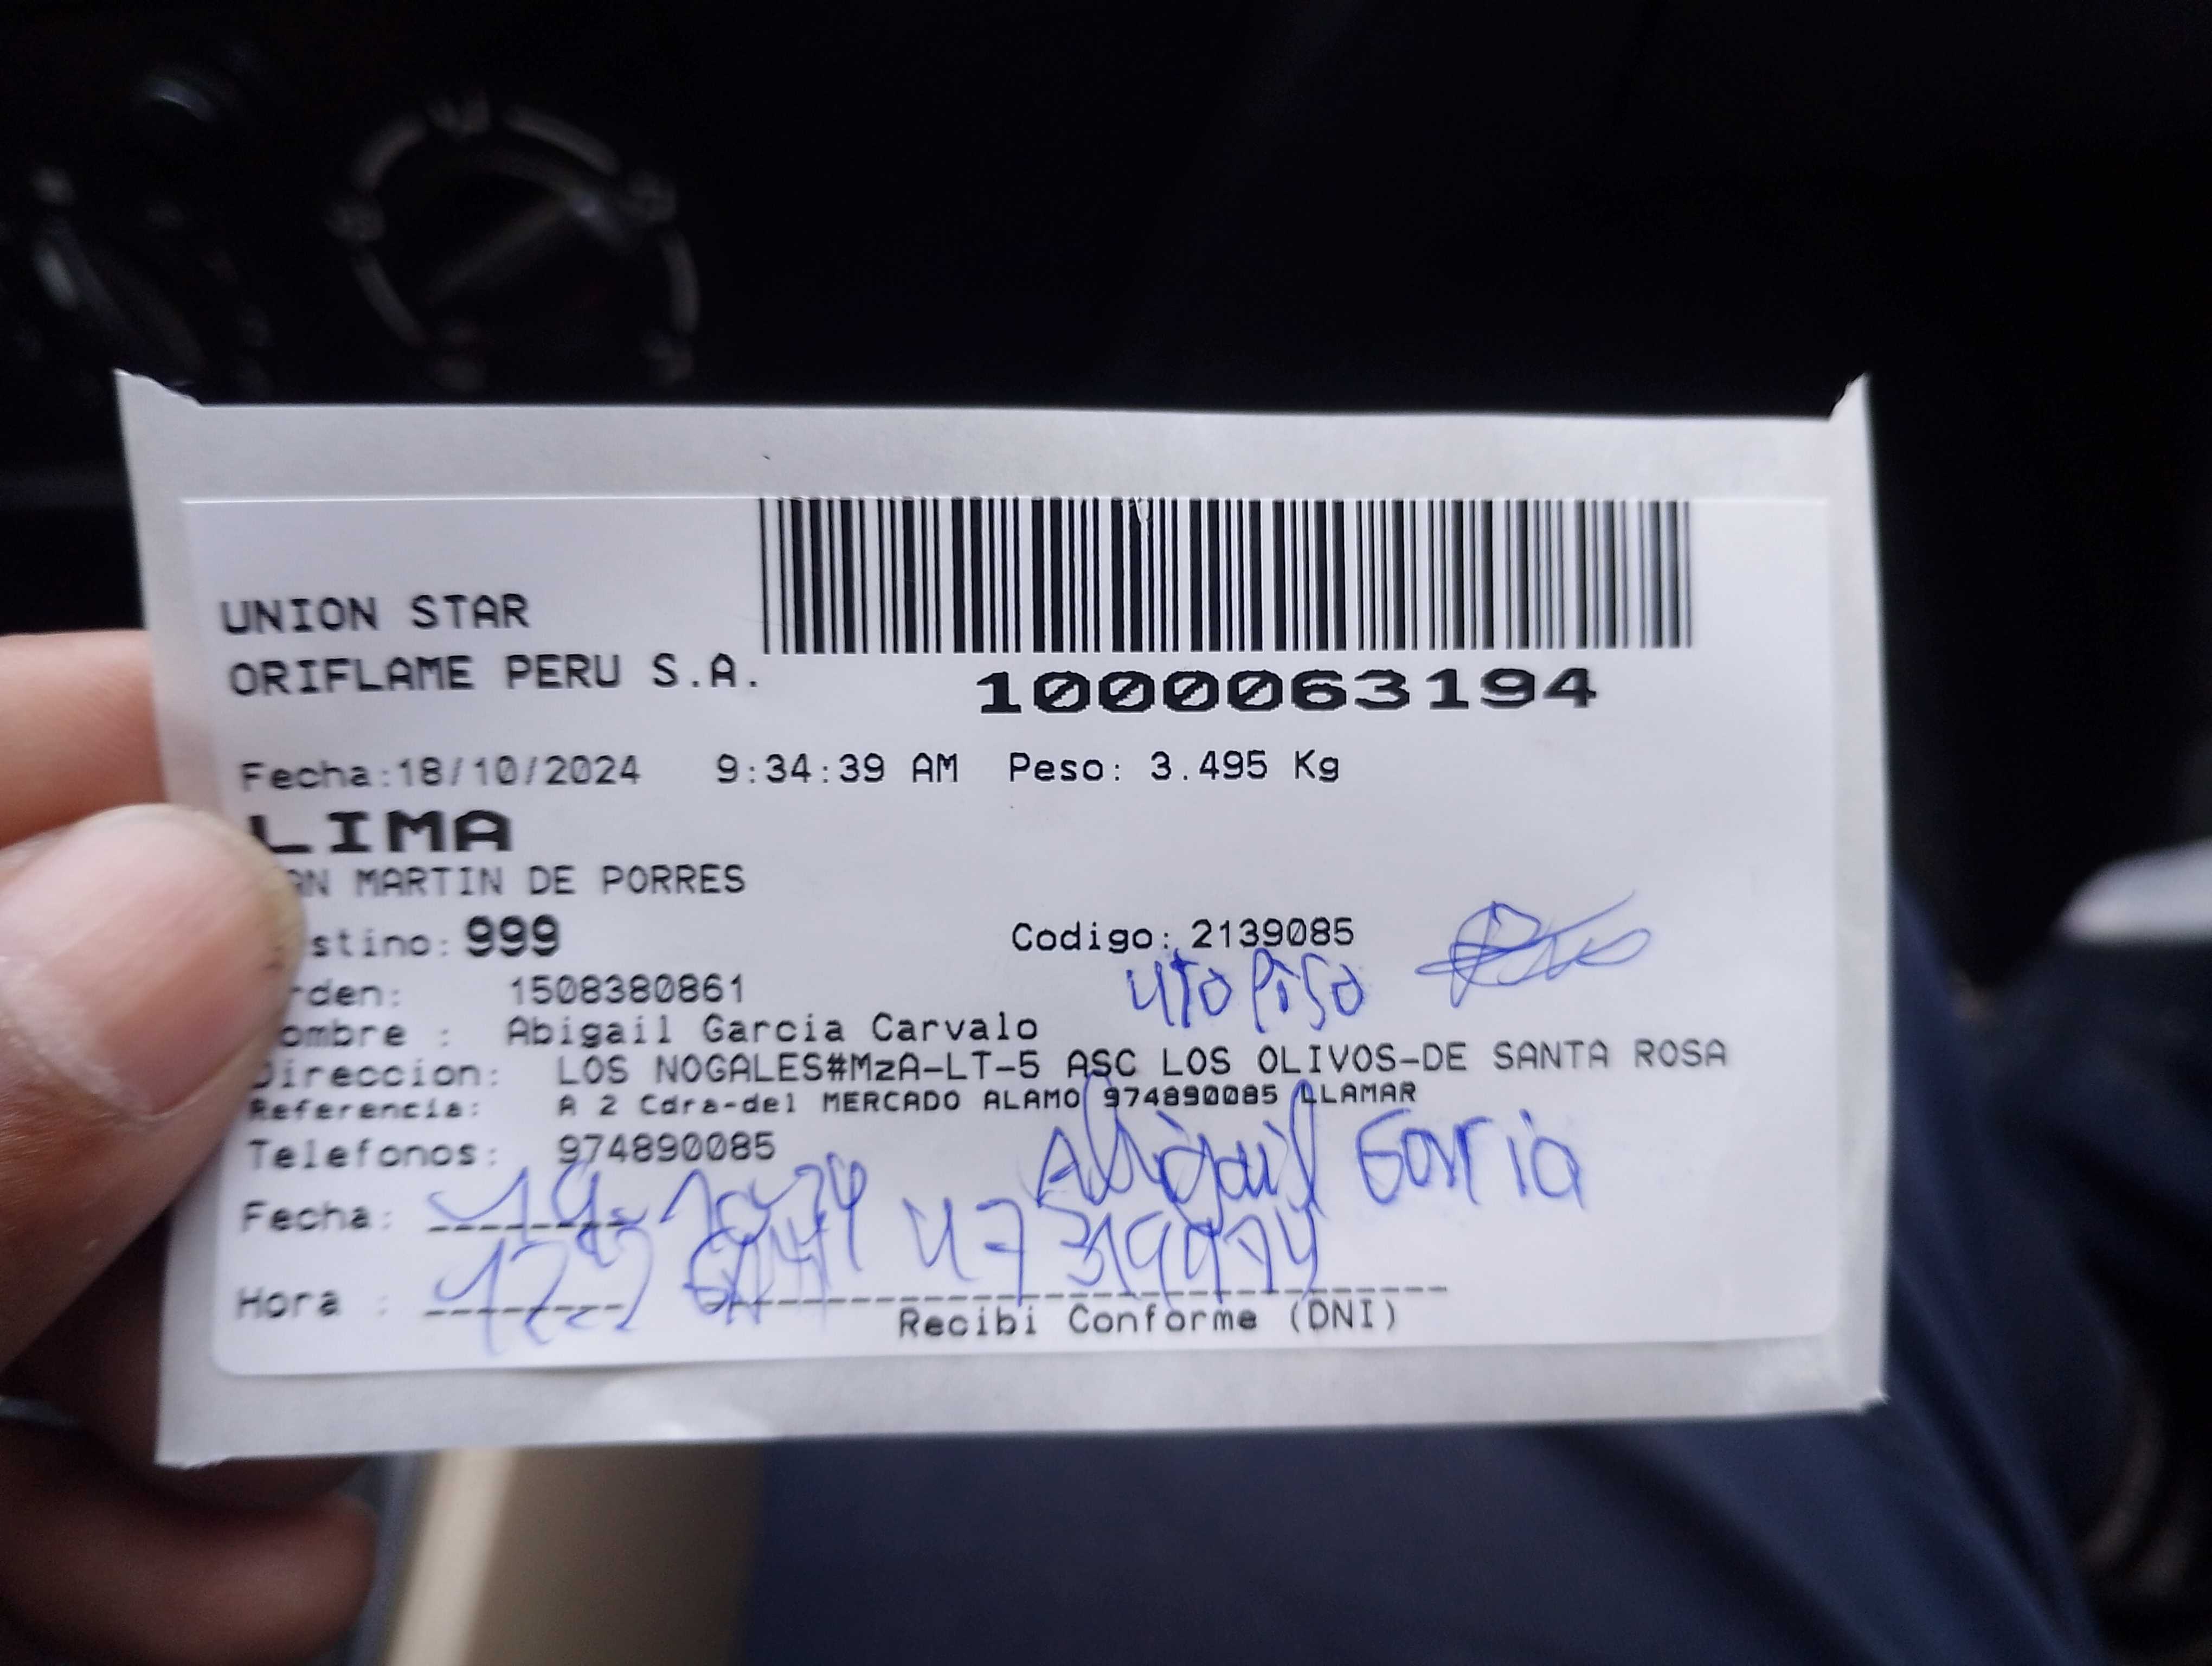 UNION STAR
ORIFLAME PERU S.A.
1000063194
Fecha:18/10/2024 9:34:39 AM Peso: 3.495 Kg
LIMA
AN MARTIN DE PORRES
stino: 999 Codigo: 2139085
rden: 1508380861 4to Piso
ombre : Abigail Garcia Carvalo
Direccion: LOS NOGALES#MzA-LT-5 ASC LOS OLIVOS-DE SANTA ROSA
Referencia: A 2 Cdra-del MERCADO ALAMO 974890085 LLAMAR
Telefonos: 974890085
Abigail Garcia
Fecha:
Hora :
Recibi Conforme (DNI)